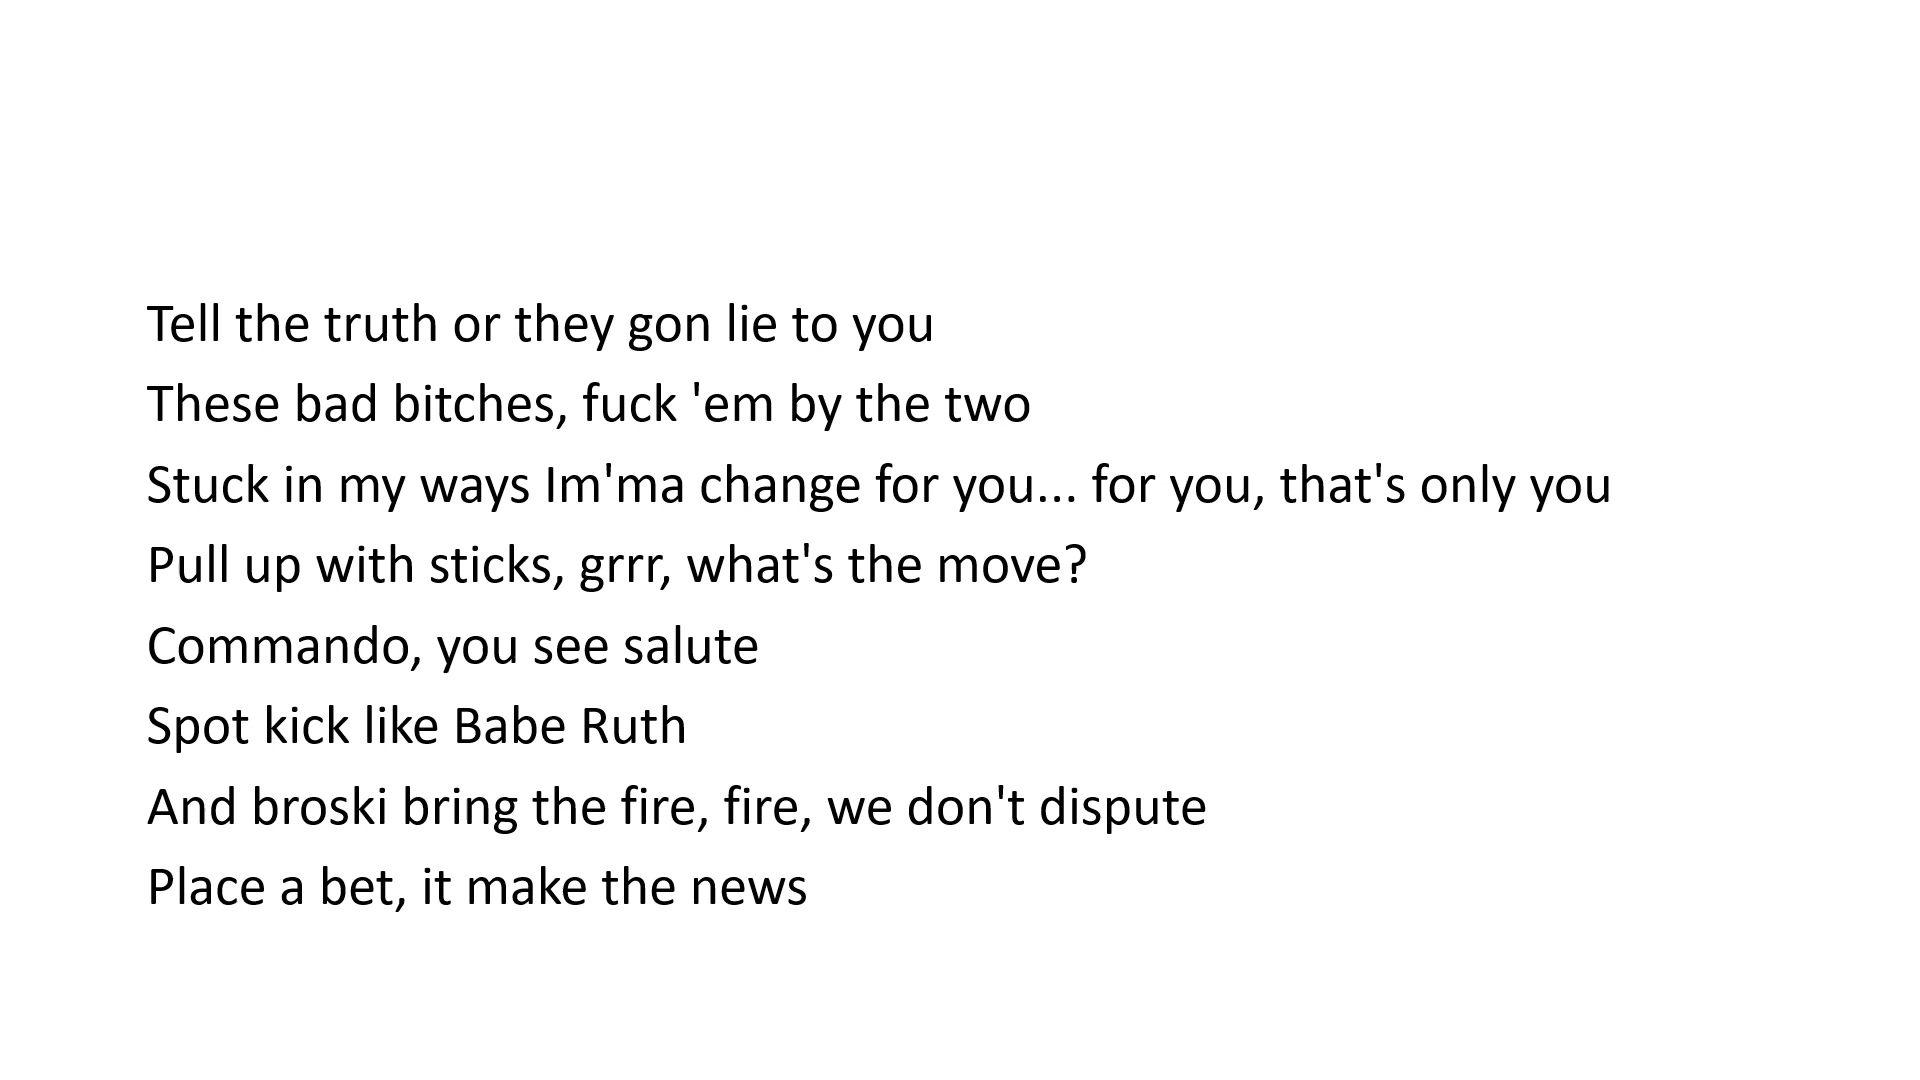 Tell the truth or they gon lie to you
These bad bitches, fuck 'em by the two
Stuck in my ways Im'ma change for you... for you, that's only you
Pull up with sticks, grrr, what's the move?
Commando, you see salute
Spot kick like Babe Ruth
And broski bring the fire, fire, we don't dispute
Place a bet, it make the news